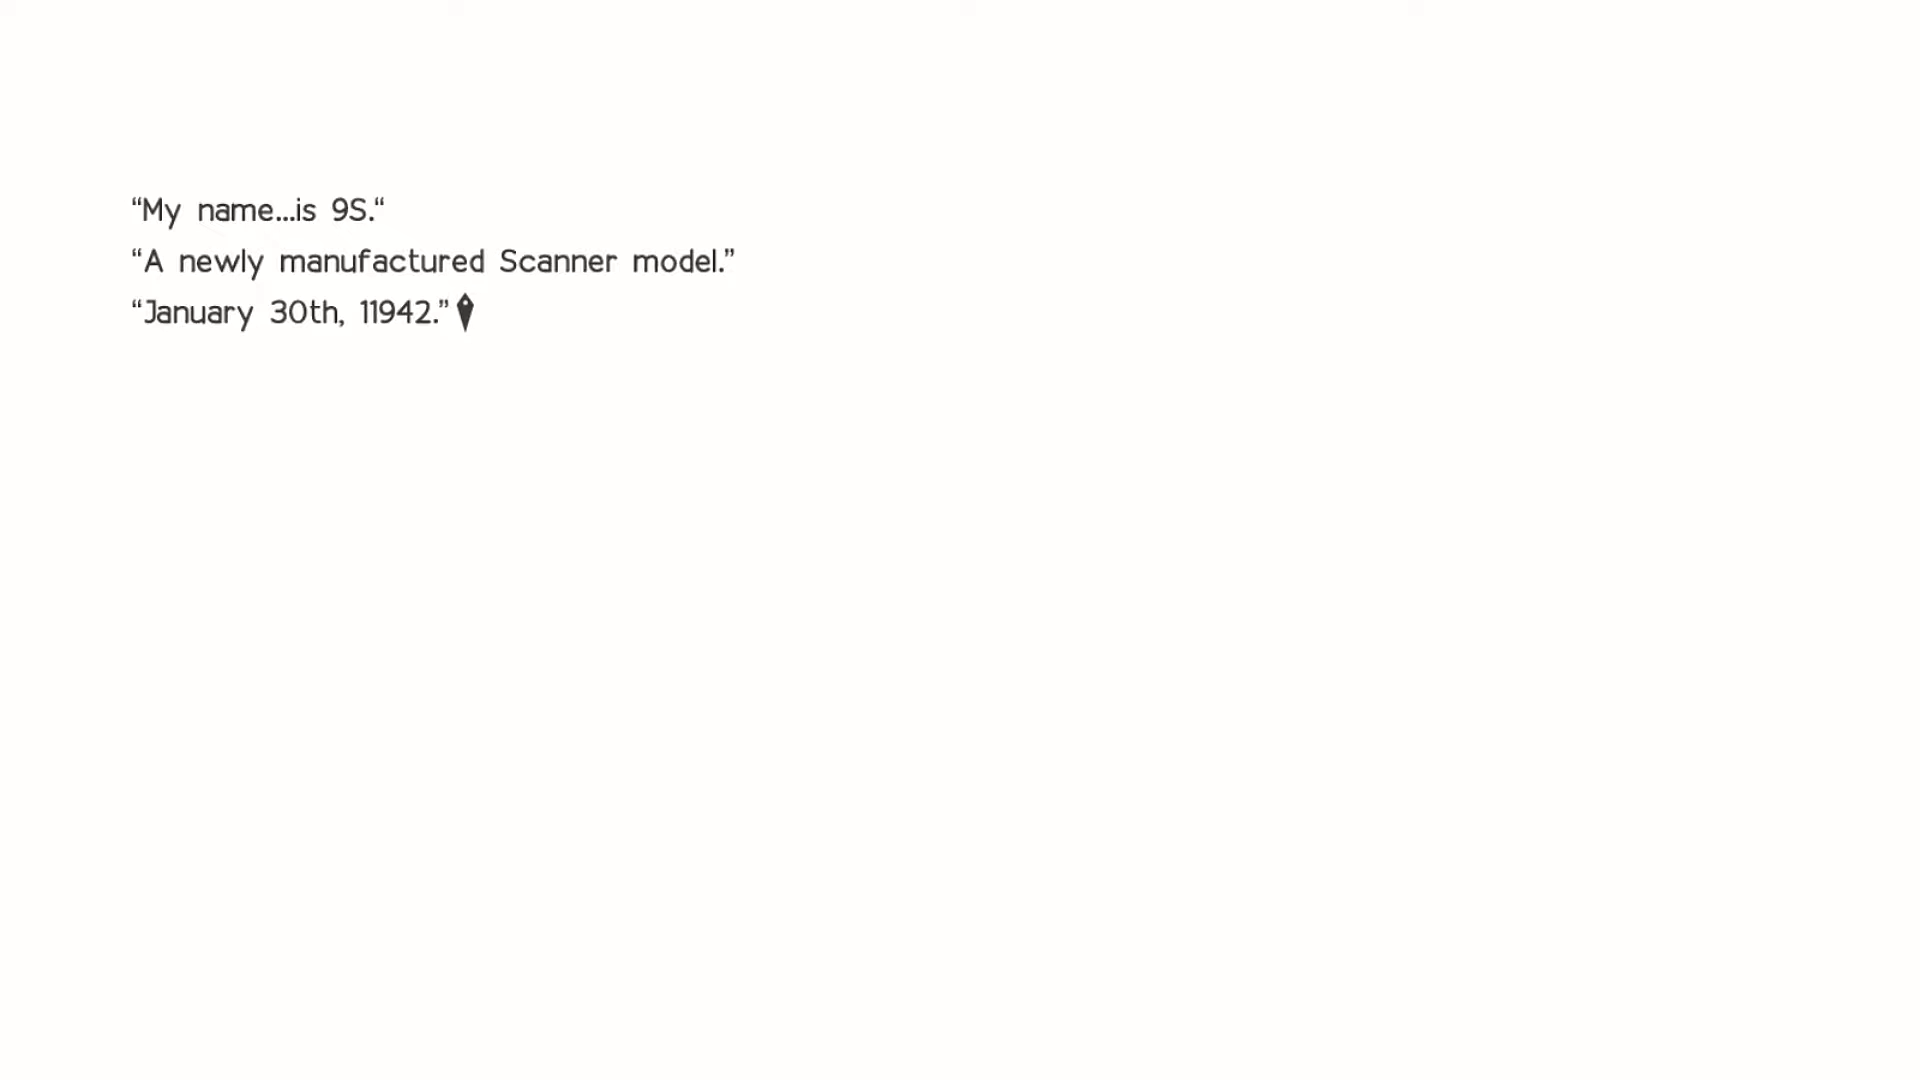 “My name...is 9S.“
“A newly manufactured Scanner model.”
“January 30th, 11942.”